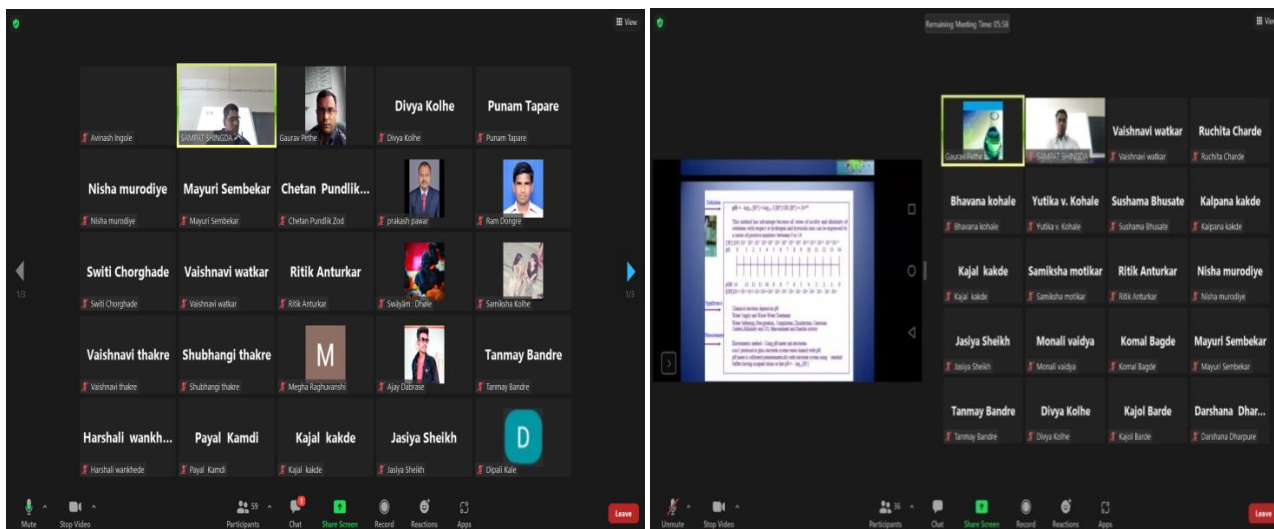 View
Avinash Ingole
SAMPAT SHINGDA
Gaurav Pethe
Divya Kolhe
Divya Kolhe
Punam Tapare
Punam Tapare
Nisha murodiye
Nisha murodiye
Mayuri Sembekar
Mayuri Sembekar
Chetan Pundlik...
Chetan Pundlik Zod
prakash pawar
Ram Dongre
1/3
Switi Chorghade
Switi Chorghade
Vaishnavi watkar
Vaishnavi watkar
Ritik Anturkar
Ritik Anturkar
Swàyâm : Dhøle
Samiksha Kolhe
1/3
Vaishnavi thakre
Vaishnavi thakre
Shubhangi thakre
Shubhangi thakre
M
Megha Raghuvanshi
Ajay Dabrase
Tanmay Bandre
Tanmay Bandre
Harshali wankh...
Harshali wankhede
Payal Kamdi
Payal Kamdi
Kajal kakde
Kajal kakde
Jasiya Sheikh
Jasiya Sheikh
D
Dipali Kale
Mute
Stop Video
59
Participants
1
Chat
Share Screen
Record
Reactions
Apps
Leave
Remaining Meeting Time: 05:58
View
Gaurav Pethe
SAMPAT SHINGDA
Vaishnavi watkar
Vaishnavi watkar
Ruchita Charde
Ruchita Charde
Bhavana kohale
Bhavana kohale
Yutika v. Kohale
Yutika v. Kohale
Sushama Bhusate
Sushama Bhusate
Kalpana kakde
Kalpana kakde
Kajal kakde
Kajal kakde
Samiksha motikar
Samiksha motikar
Ritik Anturkar
Ritik Anturkar
Nisha murodiye
Nisha murodiye
Jasiya Sheikh
Jasiya Sheikh
Monali vaidya
Monali vaidya
Komal Bagde
Komal Bagde
Mayuri Sembekar
Mayuri Sembekar
Tanmay Bandre
Tanmay Bandre
Divya Kolhe
Divya Kolhe
Kajol Barde
Kajol Barde
Darshana Dhar...
Darshana Dharpure
Chemical reactions depend on pH
Unmute
Stop Video
36
Participants
Chat
Share Screen
Record
Reactions
Apps
Leave